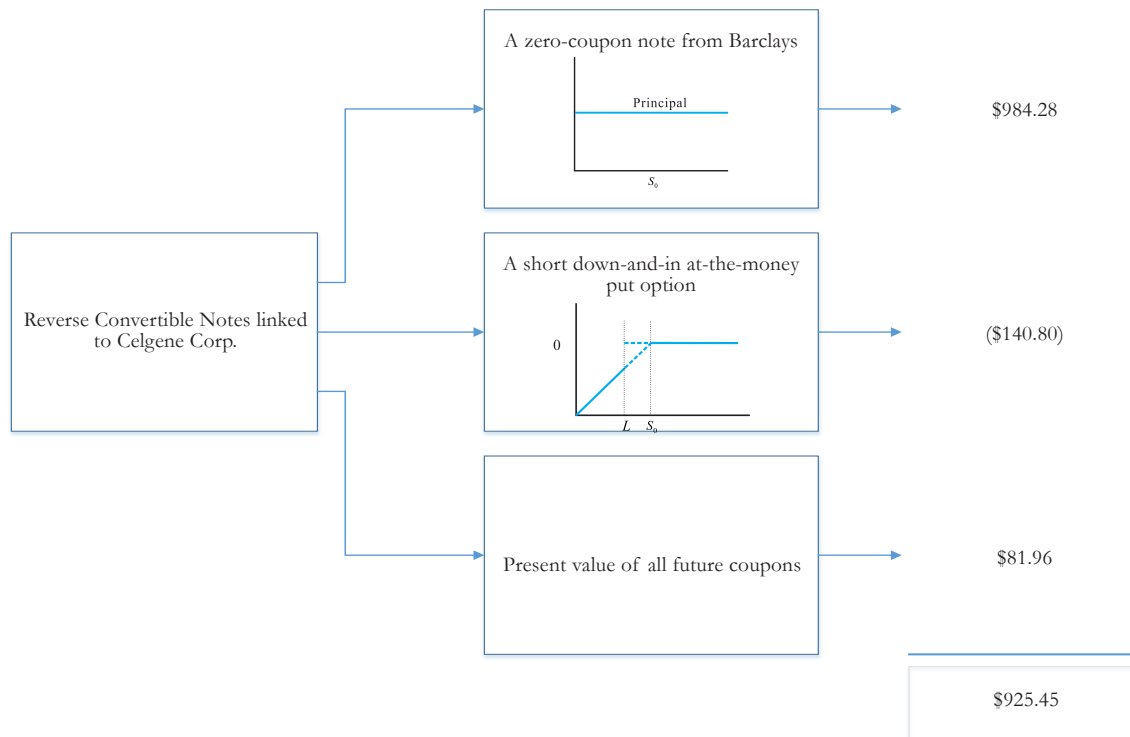 A zero-coupon note from Barclays
Principal
S₀
$984.28
Reverse Convertible Notes linked
to Celgene Corp.
A short down-and-in at-the-money
put option
0
L S₀
($140.80)
Present value of all future coupons
$81.96
$925.45